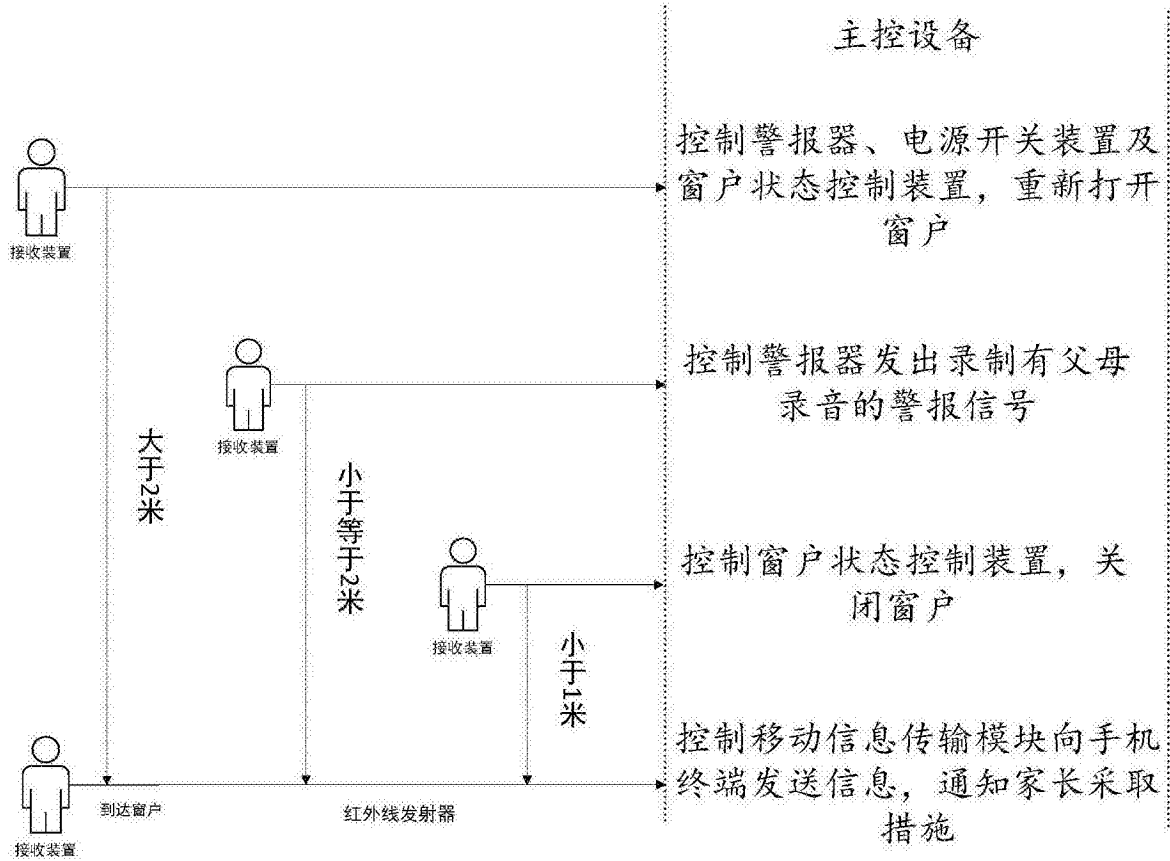 主控设备
控制警报器、电源开关装置及
窗户状态控制装置，重新打开
窗户
接收装置
控制警报器发出录制有父母
录音的警报信号
接收装置
大于2米
小于等于2米
控制窗户状态控制装置，关
闭窗户
接收装置
小于1米
控制移动信息传输模块向手机
终端发送信息，通知家长采取
措施
到达窗户
红外线发射器
接收装置